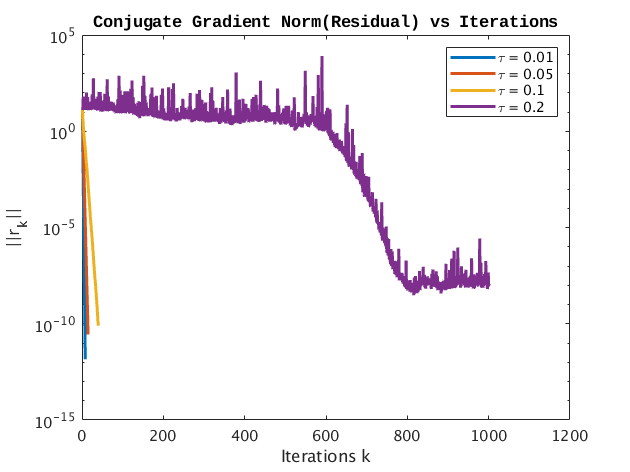 Conjugate Gradient Norm(Residual) vs Iterations
10^5
10^0
10^-5
10^-10
10^-15
||r_k||
τ = 0.01
τ = 0.05
τ = 0.1
τ = 0.2
0 200 400 600 800 1000 1200
Iterations k